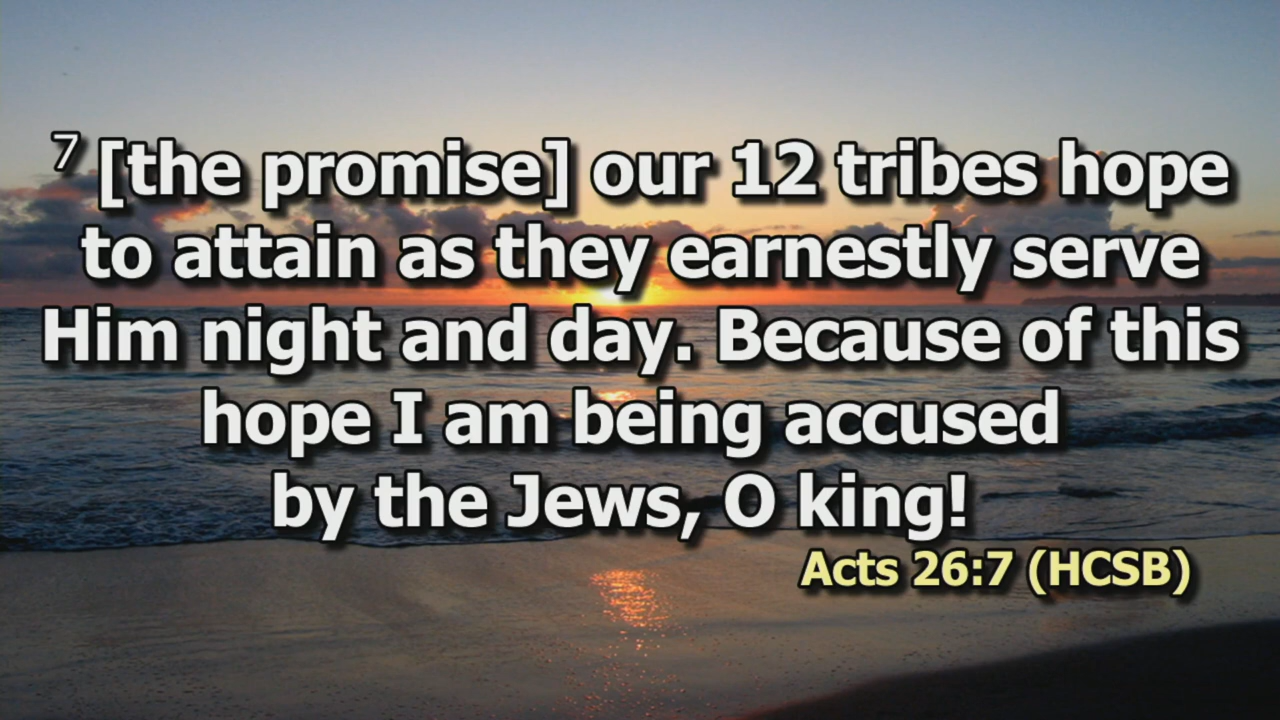 7 [the promise] our 12 tribes hope
to attain as they earnestly serve
Him night and day. Because of this
hope I am being accused
by the Jews, O king!
Acts 26:7 (HCSB)